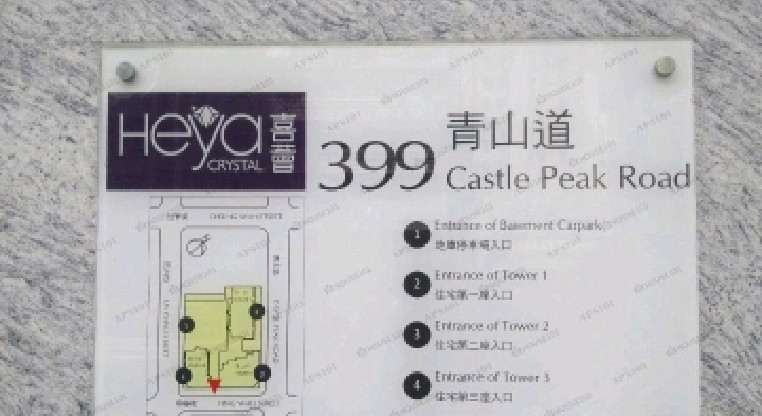 Heya 喜薈
CRYSTAL
399
青山道
Castle Peak Road
1 Entrance of Basement Carpark
地庫停車場入口
2 Entrance of Tower 1
住宅第一座入口
3 Entrance of Tower 2
住宅第二座入口
4 Entrance of Tower 3
住宅第三座入口